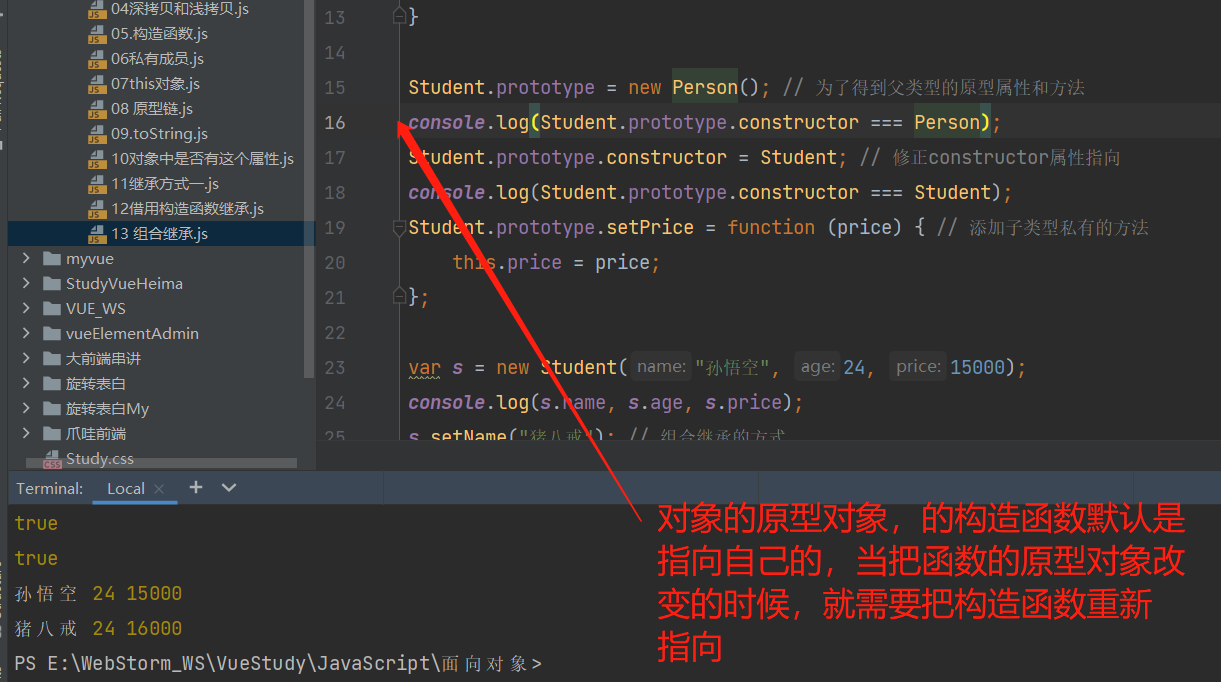 04深拷贝和浅拷贝.js
05.构造函数.js
06私有成员.js
07this对象.js
08 原型链.js
09.toString.js
10对象中是否有这个属性.js
11继承方式一.js
12借用构造函数继承.js
13 组合继承.js
myvue
StudyVueHeima
VUE_WS
vueElementAdmin
大前端串讲
旋转表白
旋转表白My
爪哇前端
Study.css
13 }
14
15 Student.prototype = new Person(); // 为了得到父类型的原型属性和方法
16 console.log(Student.prototype.constructor === Person);
17 Student.prototype.constructor = Student; // 修正constructor属性指向
18 console.log(Student.prototype.constructor === Student);
19 Student.prototype.setPrice = function (price) { // 添加子类型私有的方法
20 this.price = price;
21 };
22
23 var s = new Student( name: "孙悟空", age: 24, price: 15000);
24 console.log(s.name, s.age, s.price);
25 s.setName("猪八戒"); // 组合继承的方式
Terminal: Local × +
true
true
孙悟空 24 15000
猪八戒 24 16000
PS E:\WebStorm_WS\VueStudy\JavaScript\面向对象>
对象的原型对象，的构造函数默认是
指向自己的，当把函数的原型对象改
变的时候，就需要把构造函数重新
指向